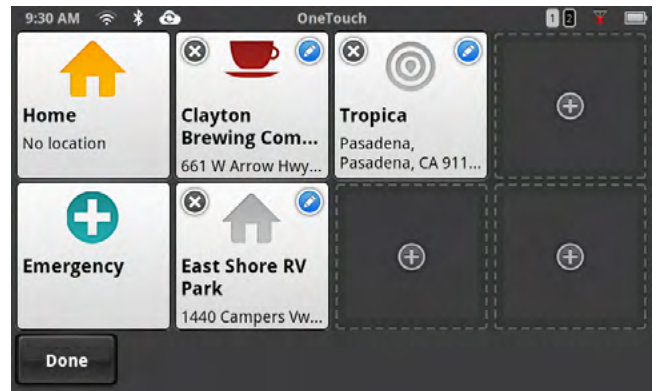 9:30 AM
OneTouch
1 2
Home
No location
Clayton
Brewing Com...
661 W Arrow Hwy...
Tropica
Pasadena,
Pasadena, CA 911...
Emergency
East Shore RV
Park
1440 Campers Vw...
Done